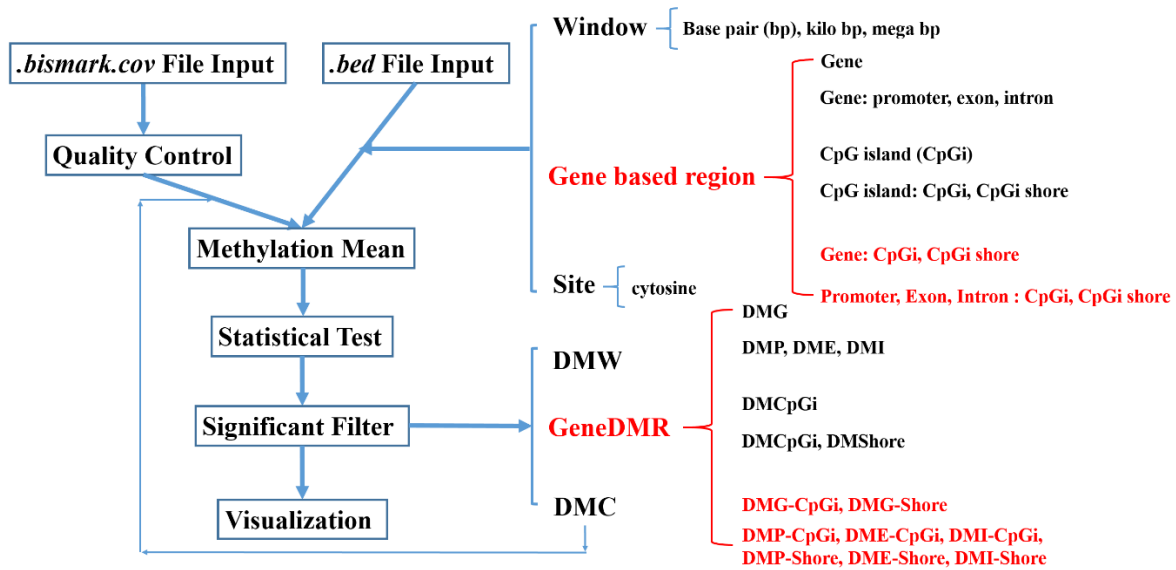 .bismark.cov File Input
.bed File Input
Quality Control
Methylation Mean
Statistical Test
Significant Filter
Visualization
Window
Base pair (bp), kilo bp, mega bp
Gene based region
Gene
Gene: promoter, exon, intron
CpG island (CpGi)
CpG island: CpGi, CpGi shore
Gene: CpGi, CpGi shore
Promoter, Exon, Intron : CpGi, CpGi shore
Site
cytosine
DMW
GeneDMR
DMG
DMP, DME, DMI
DMCpGi
DMCpGi, DMShore
DMG-CpGi, DMG-Shore
DMP-CpGi, DME-CpGi, DMI-CpGi,
DMP-Shore, DME-Shore, DMI-Shore
DMC